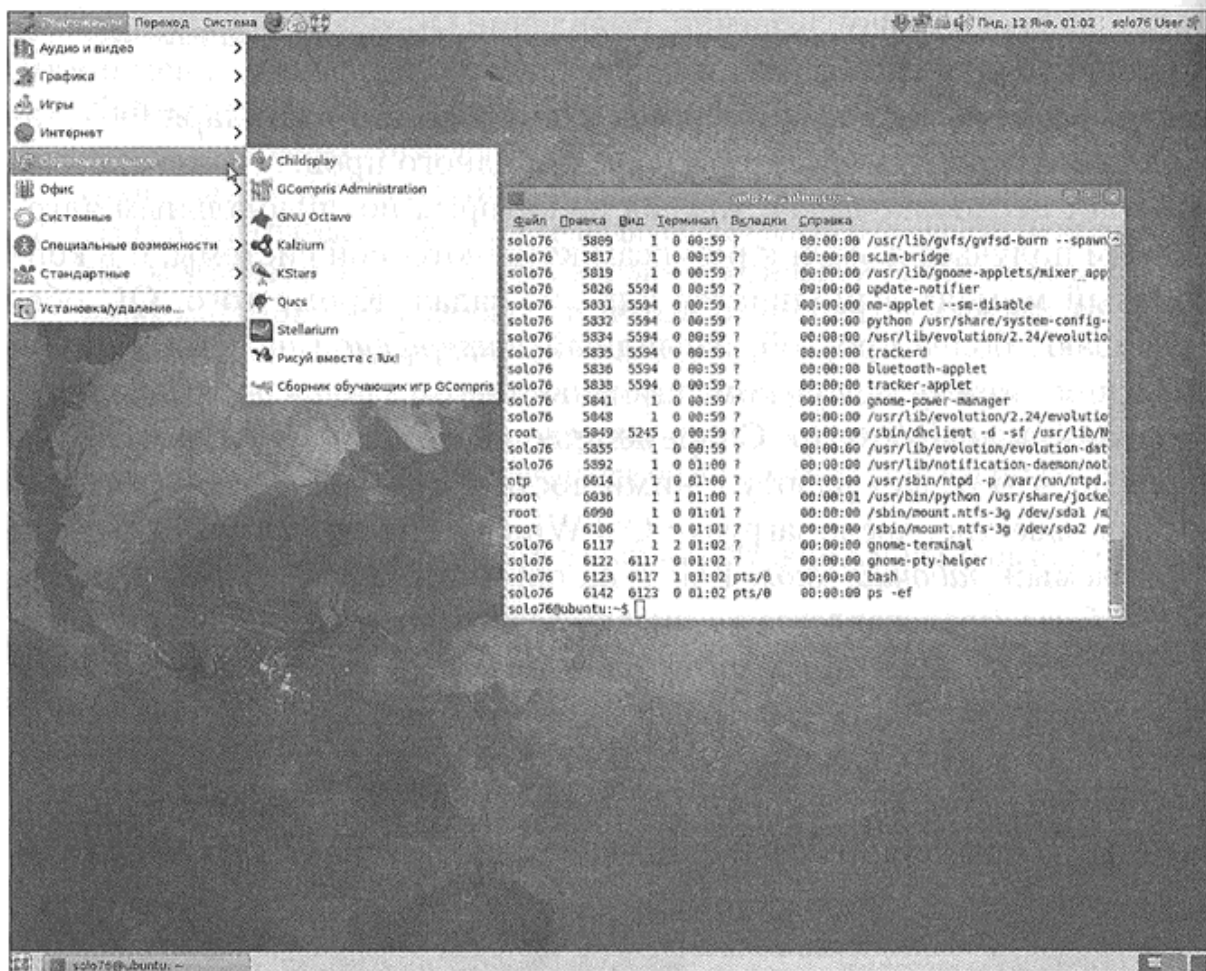 Приложения Переход Система Пнд, 12 Янв, 01:02 solo76 User
Аудио и видео
Графика
Игры
Интернет
Образовательные
Офис
Системные
Специальные возможности
Стандартные
Установка/удаление...
Childsplay
GCompris Administration
GNU Octave
Kalzium
KStars
Qucs
Stellarium
Рисуй вместе с Tux!
Сборник обучающих игр GCompris
solo76@ubuntu: ~
Файл Правка Вид Терминал Вкладки Справка
solo76 5809 1 0 00:59 ? 00:00:00 /usr/lib/gvfs/gvfsd-burn --spawn
solo76 5817 1 0 00:59 ? 00:00:00 scim-bridge
solo76 5819 1 0 00:59 ? 00:00:00 /usr/lib/gnome-applets/mixer_app
solo76 5826 5594 0 00:59 ? 00:00:00 update-notifier
solo76 5831 5594 0 00:59 ? 00:00:00 nm-applet --sm-disable
solo76 5832 5594 0 00:59 ? 00:00:00 python /usr/share/system-config-
solo76 5834 5594 0 00:59 ? 00:00:00 /usr/lib/evolution/2.24/evolutio
solo76 5835 5594 0 00:59 ? 00:00:00 trackerd
solo76 5836 5594 0 00:59 ? 00:00:00 bluetooth-applet
solo76 5838 5594 0 00:59 ? 00:00:00 tracker-applet
solo76 5841 1 0 00:59 ? 00:00:00 gnome-power-manager
solo76 5848 1 0 00:59 ? 00:00:00 /usr/lib/evolution/2.24/evolutio
root 5849 5245 0 00:59 ? 00:00:00 /sbin/dhclient -d -sf /usr/lib/N
solo76 5855 1 0 00:59 ? 00:00:00 /usr/lib/evolution/evolution-dat
solo76 5892 1 0 01:00 ? 00:00:00 /usr/lib/notification-daemon/not
ntp 6014 1 0 01:00 ? 00:00:00 /usr/sbin/ntpd -p /var/run/ntpd.
root 6036 1 1 01:00 ? 00:00:01 /usr/bin/python /usr/share/jocke
root 6090 1 0 01:01 ? 00:00:00 /sbin/mount.ntfs-3g /dev/sda1 /m
root 6106 1 0 01:01 ? 00:00:00 /sbin/mount.ntfs-3g /dev/sda2 /m
solo76 6117 1 2 01:02 ? 00:00:00 gnome-terminal
solo76 6122 6117 0 01:02 ? 00:00:00 gnome-pty-helper
solo76 6123 6117 1 01:02 pts/0 00:00:00 bash
solo76 6142 6123 0 01:02 pts/0 00:00:00 ps -ef
solo76@ubuntu:~$
solo76@ubuntu: ~